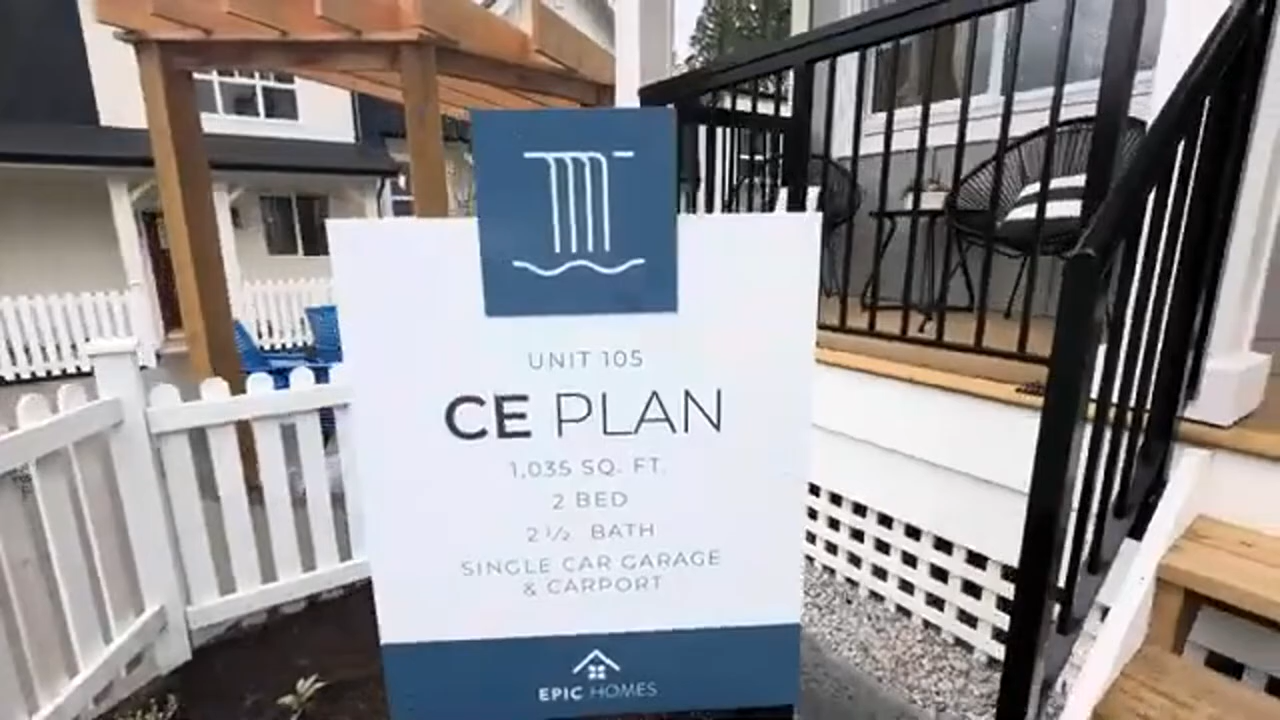 UNIT 105
CE PLAN
1,035 SQ. FT.
2 BED
2 ½ BATH
SINGLE CAR GARAGE
& CARPORT
EPIC HOMES